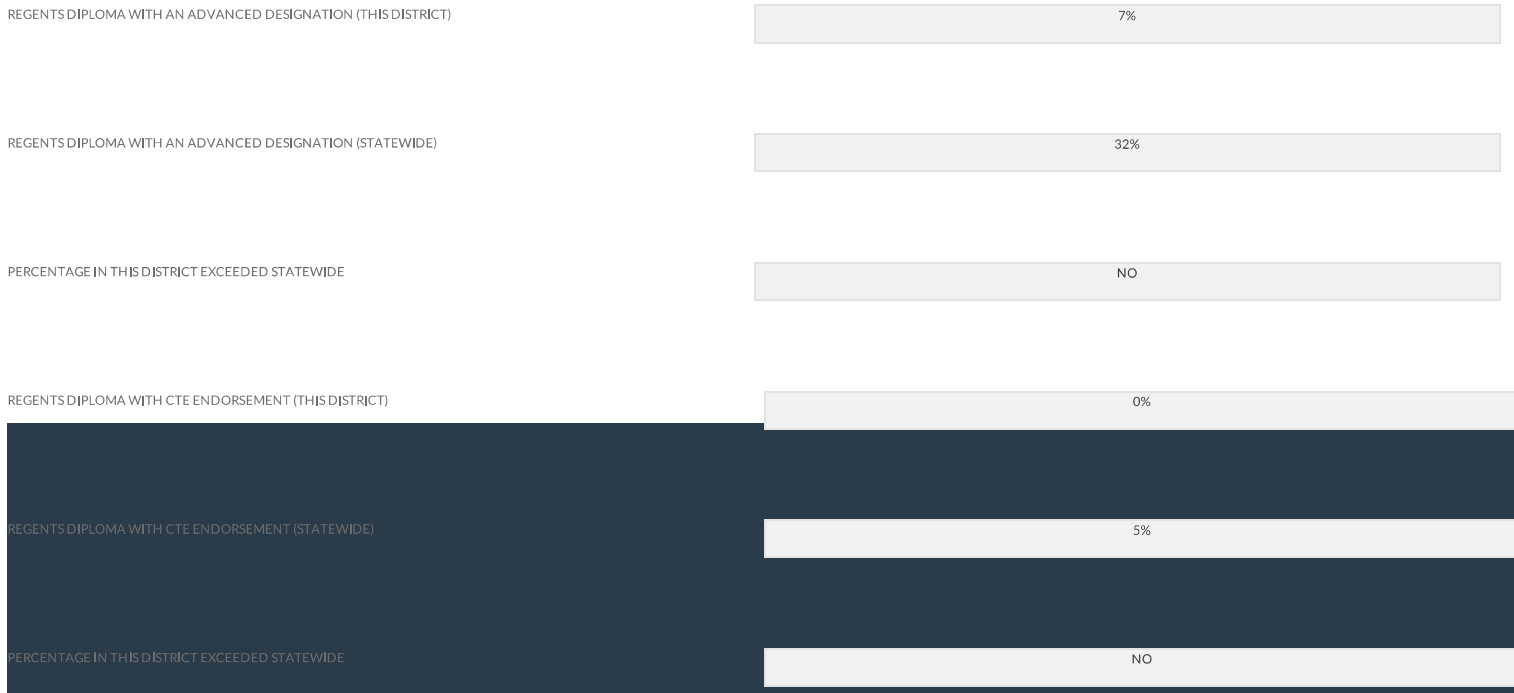 REGENTS DIPLOMA WITH AN ADVANCED DESIGNATION (THIS DISTRICT) 7%
REGENTS DIPLOMA WITH AN ADVANCED DESIGNATION (STATEWIDE) 32%
PERCENTAGE IN THIS DISTRICT EXCEEDED STATEWIDE NO
REGENTS DIPLOMA WITH CTE ENDORSEMENT (THIS DISTRICT) 0%
REGENTS DIPLOMA WITH CTE ENDORSEMENT (STATEWIDE) 5%
PERCENTAGE IN THIS DISTRICT EXCEEDED STATEWIDE NO